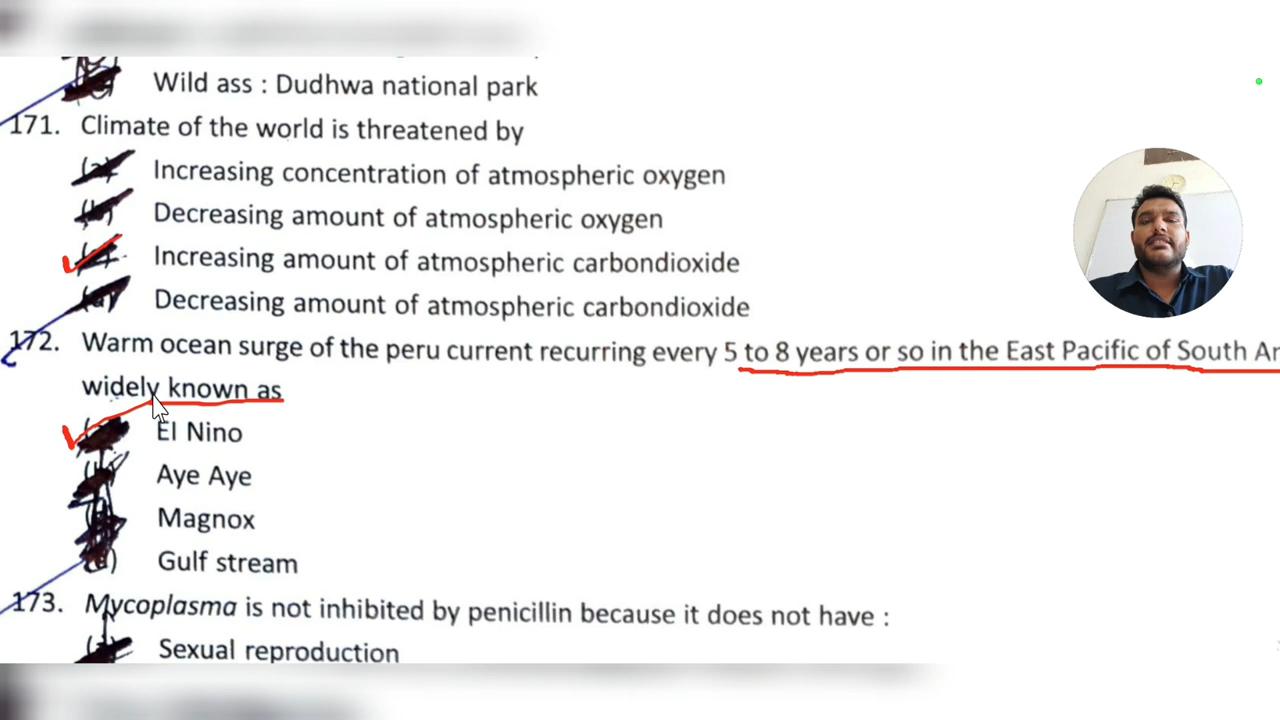 Wild ass : Dudhwa national park
171. Climate of the world is threatened by
Increasing concentration of atmospheric oxygen
(b) Decreasing amount of atmospheric oxygen
Increasing amount of atmospheric carbondioxide
Decreasing amount of atmospheric carbondioxide
172. Warm ocean surge of the peru current recurring every 5 to 8 years or so in the East Pacific of South
widely known as
El Nino
Aye Aye
Magnox
Gulf stream
173. Mycoplasma is not inhibited by penicillin because it does not have :
Sexual reproduction